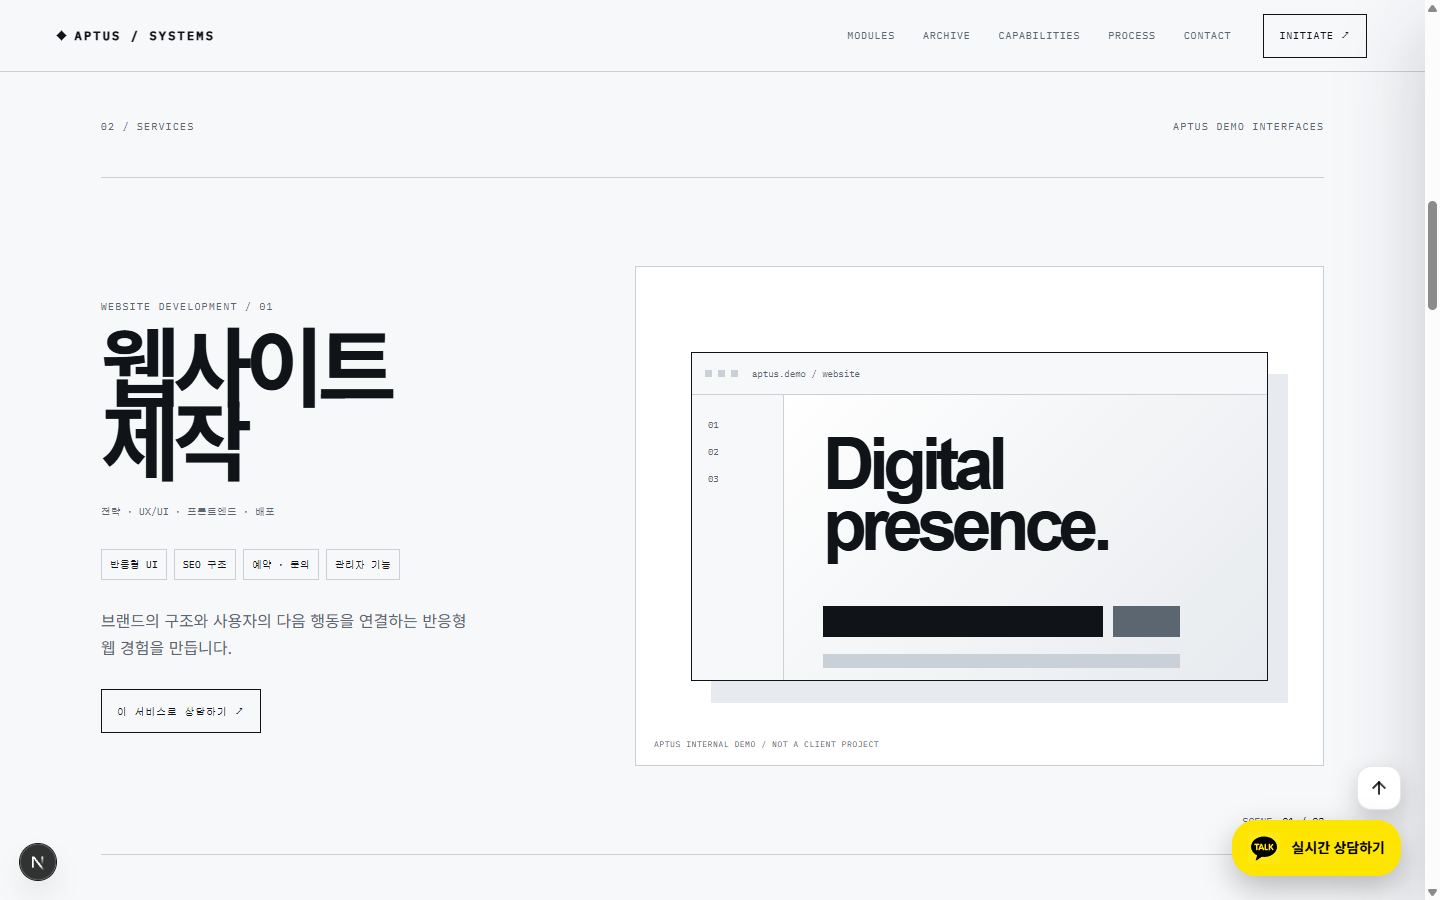 APTUS / SYSTEMS
MODULES ARCHIVE CAPABILITIES PROCESS CONTACT INITIATE ↗
02 / SERVICES
APTUS DEMO INTERFACES
WEBSITE DEVELOPMENT / 01
웹사이트
제작
전략 · UX/UI · 프론트엔드 · 배포
반응형 UI
SEO 구조
예약 · 문의
관리자 기능
브랜드의 구조와 사용자의 다음 행동을 연결하는 반응형
웹 경험을 만듭니다.
이 서비스로 상담하기 ↗
aptus.demo / website
01
02
03
Digital
presence.
APTUS INTERNAL DEMO / NOT A CLIENT PROJECT
TALK 실시간 상담하기
N